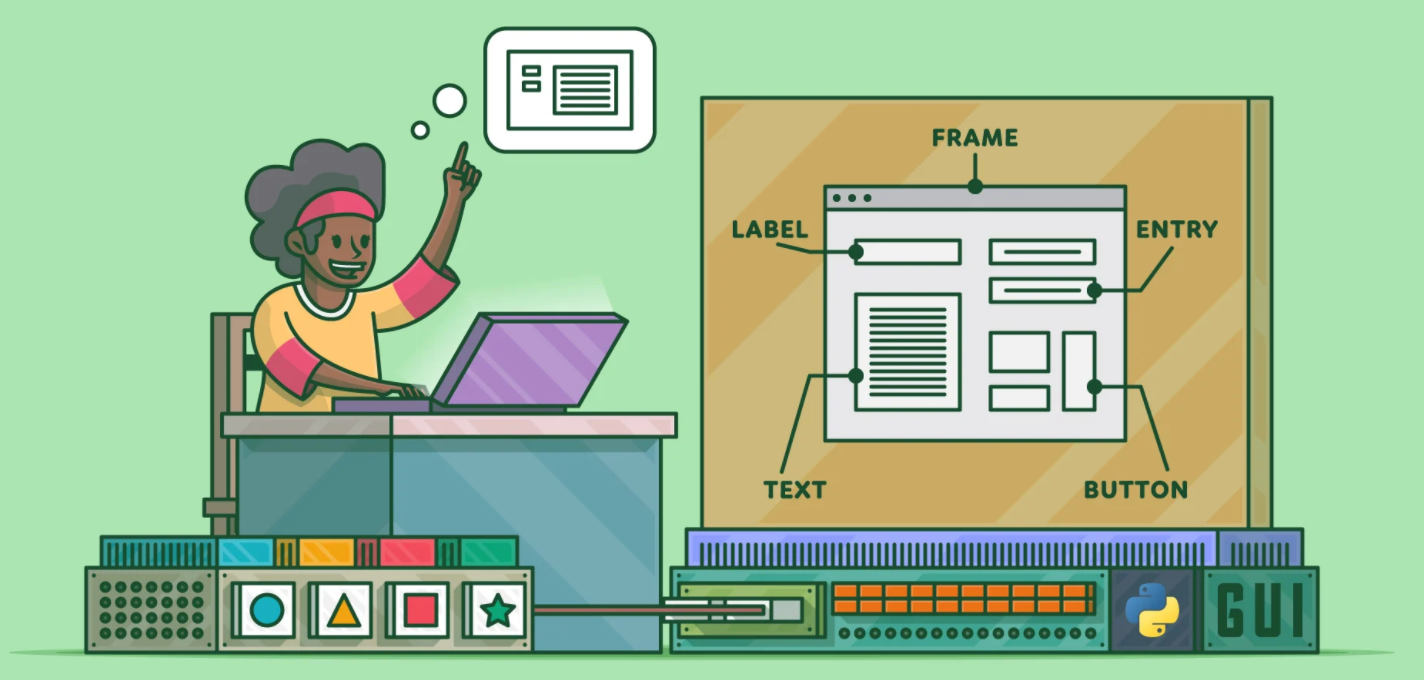 FRAME
LABEL
ENTRY
TEXT
BUTTON
GUI